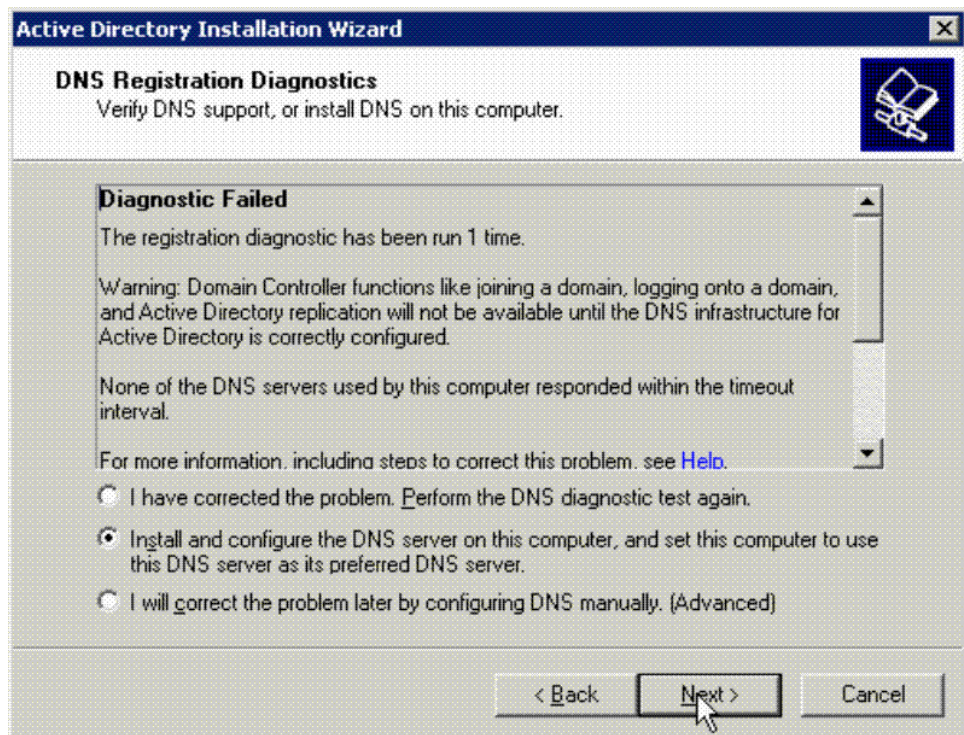 Active Directory Installation Wizard
DNS Registration Diagnostics
Verify DNS support, or install DNS on this computer.
Diagnostic Failed
The registration diagnostic has been run 1 time.
Warning: Domain Controller functions like joining a domain, logging onto a domain,
and Active Directory replication will not be available until the DNS infrastructure for
Active Directory is correctly configured.
None of the DNS servers used by this computer responded within the timeout
interval.
For more information, including steps to correct this problem, see Help.
I have corrected the problem. Perform the DNS diagnostic test again.
Install and configure the DNS server on this computer, and set this computer to use
this DNS server as its preferred DNS server.
I will correct the problem later by configuring DNS manually. (Advanced)
< Back
Next >
Cancel